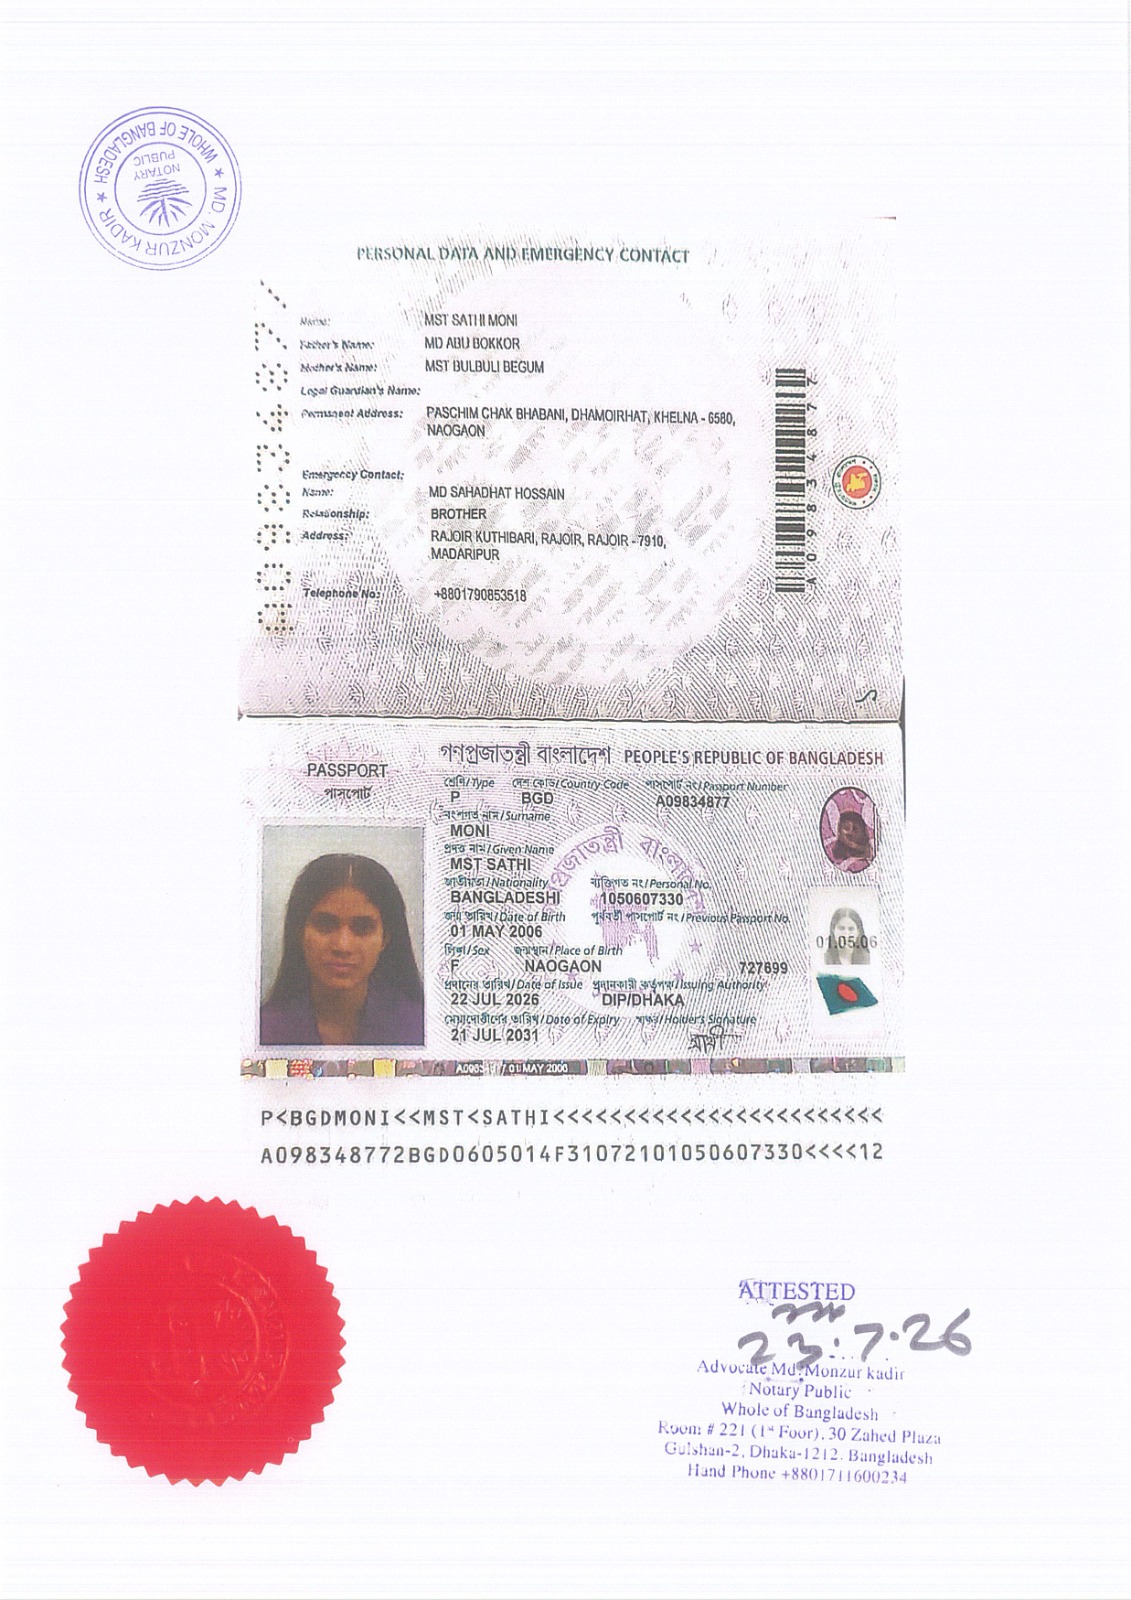 MD. MONZUR KADIR ★ WHOLE OF BANGLADESH ★
NOTARY
PUBLIC
PERSONAL DATA AND EMERGENCY CONTACT
Name: MST SATHI MONI
Father's Name: MD ABU BOKKOR
Mother's Name: MST BULBULI BEGUM
Legal Guardian's Name:
Permanent Address: PASCHIM CHAK BHABANI, DHAMOIRHAT, KHELNA - 6580,
NAOGAON
Emergency Contact:
Name: MD SAHADHAT HOSSAIN
Relationship: BROTHER
Address: RAJOIR KUTHIBARI, RAJOIR, RAJOIR - 7910,
MADARIPUR
Telephone No: +8801790853518
A09834877
গণপ্রজাতন্ত্রী বাংলাদেশ PEOPLE'S REPUBLIC OF BANGLADESH
PASSPORT
পাসপোর্ট
শ্রেণি/Type দেশ কোড/Country Code পাসপোর্ট নং/Passport Number
P BGD A09834877
বংশগত নাম/Surname
MONI
প্রদত্ত নাম/Given Name
MST SATHI
জাতীয়তা/Nationality ব্যক্তিগত নং/Personal No.
BANGLADESHI 1050607330
জন্ম তারিখ/Date of Birth পূর্ববর্তী পাসপোর্ট নং/Previous Passport No.
01 MAY 2006
লিঙ্গ/Sex জন্মস্থান/Place of Birth
F NAOGAON 727699
প্রদানের তারিখ/Date of Issue প্রদানকারী কর্তৃপক্ষ/Issuing Authority
22 JUL 2026 DIP/DHAKA
মেয়াদোত্তীর্ণের তারিখ/Date of Expiry স্বাক্ষর/Holder's Signature
21 JUL 2031 সাথী
01.05.06
01 MAY 2006
P<BGDMONI<<MST<SATHI<<<<<<<<<<<<<<<<<<<<<<<<
A098348772BGD0605014F31072101050607330<<<<12
ATTESTED
23.7.26
Advocate Md. Monzur kadir
Notary Public
Whole of Bangladesh
Room # 221 (1st Foor), 30 Zahed Plaza
Gulshan-2, Dhaka-1212. Bangladesh
Hand Phone +8801711600234